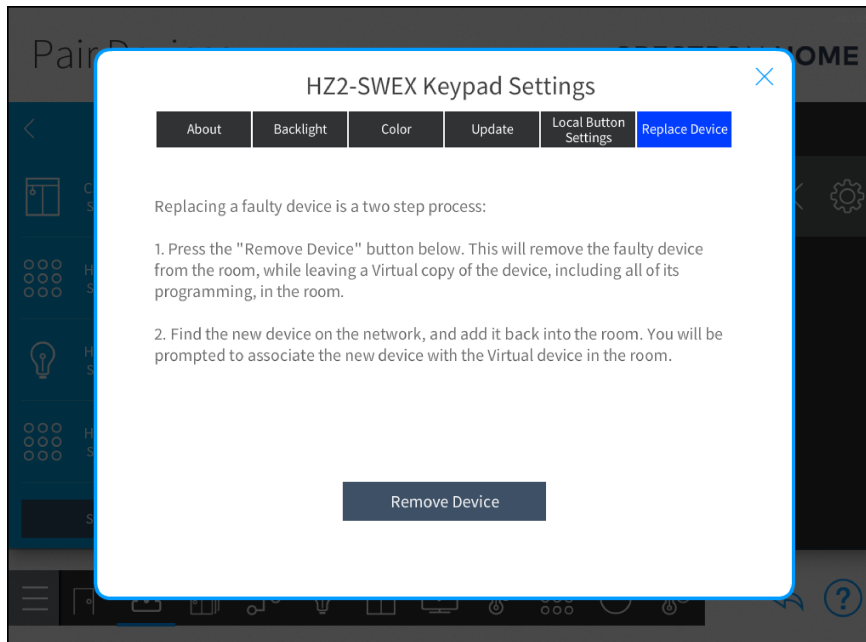 Pair
OME
HZ2-SWEX Keypad Settings
About
Backlight
Color
Update
Local Button
Settings
Replace Device
Replacing a faulty device is a two step process:
1. Press the "Remove Device" button below. This will remove the faulty device
from the room, while leaving a Virtual copy of the device, including all of its
programming, in the room.
2. Find the new device on the network, and add it back into the room. You will be
prompted to associate the new device with the Virtual device in the room.
Remove Device
?